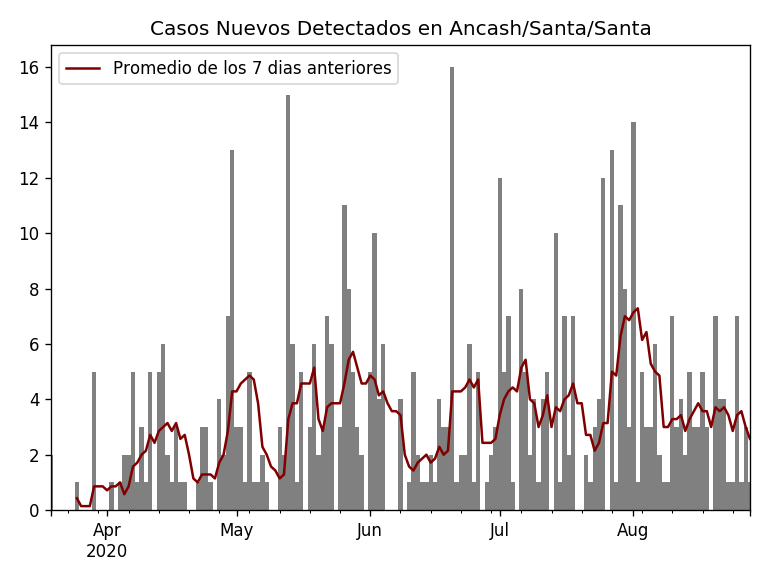 Casos Nuevos Detectados en Ancash/Santa/Santa
Promedio de los 7 dias anteriores
16
14
12
10
8
6
4
2
0
Apr
2020
May
Jun
Jul
Aug